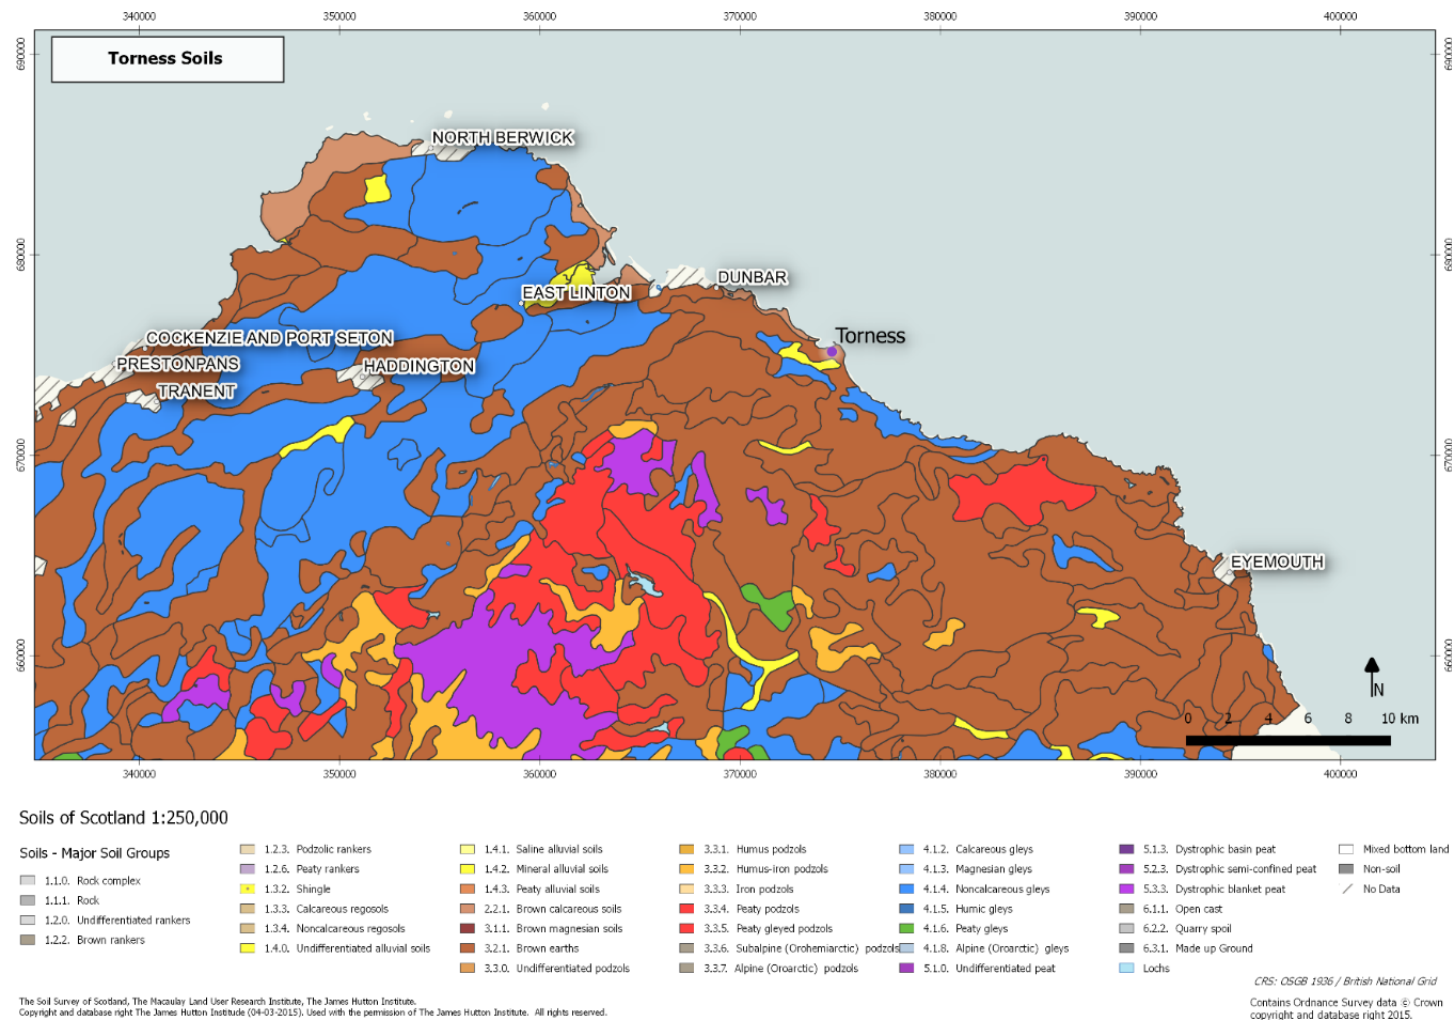 340000 350000 360000 370000 380000 390000 400000
690000 690000
Torness Soils
NORTH BERWICK
680000 680000
DUNBAR
EAST LINTON
Torness
COCKENZIE AND PORT SETON
PRESTONPANS
HADDINGTON
TRANENT
670000 670000
EYEMOUTH
660000 660000
N
0 2 4 6 8 10 km
340000 350000 360000 370000 380000 390000 400000
Soils of Scotland 1:250,000
Soils - Major Soil Groups
1.1.0. Rock complex
1.1.1. Rock
1.2.0. Undifferentiated rankers
1.2.2. Brown rankers
1.2.3. Podzolic rankers
1.2.6. Peaty rankers
1.3.2. Shingle
1.3.3. Calcareous regosols
1.3.4. Noncalcareous regosols
1.4.0. Undifferentiated alluvial soils
1.4.1. Saline alluvial soils
1.4.2. Mineral alluvial soils
1.4.3. Peaty alluvial soils
2.2.1. Brown calcareous soils
3.1.1. Brown magnesian soils
3.2.1. Brown earths
3.3.0. Undifferentiated podzols
3.3.1. Humus podzols
3.3.2. Humus-iron podzols
3.3.3. Iron podzols
3.3.4. Peaty podzols
3.3.5. Peaty gleyed podzols
3.3.6. Subalpine (Orohemiarctic) podzols
3.3.7. Alpine (Oroarctic) podzols
4.1.2. Calcareous gleys
4.1.3. Magnesian gleys
4.1.4. Noncalcareous gleys
4.1.5. Humic gleys
4.1.6. Peaty gleys
4.1.8. Alpine (Oroarctic) gleys
5.1.0. Undifferentiated peat
5.1.3. Dystrophic basin peat
5.2.3. Dystrophic semi-confined peat
5.3.3. Dystrophic blanket peat
6.1.1. Open cast
6.2.2. Quarry spoil
6.3.1. Made up Ground
Lochs
Mixed bottom land
Non-soil
No Data
CRS: OSGB 1936 / British National Grid
The Soil Survey of Scotland, The Macaulay Land User Research Institute, The James Hutton Institute.
Copyright and database right The James Hutton Institude (04-03-2015). Used with the permission of The James Hutton Institute. All rights reserved.
Contains Ordnance Survey data © Crown
copyright and database right 2015.